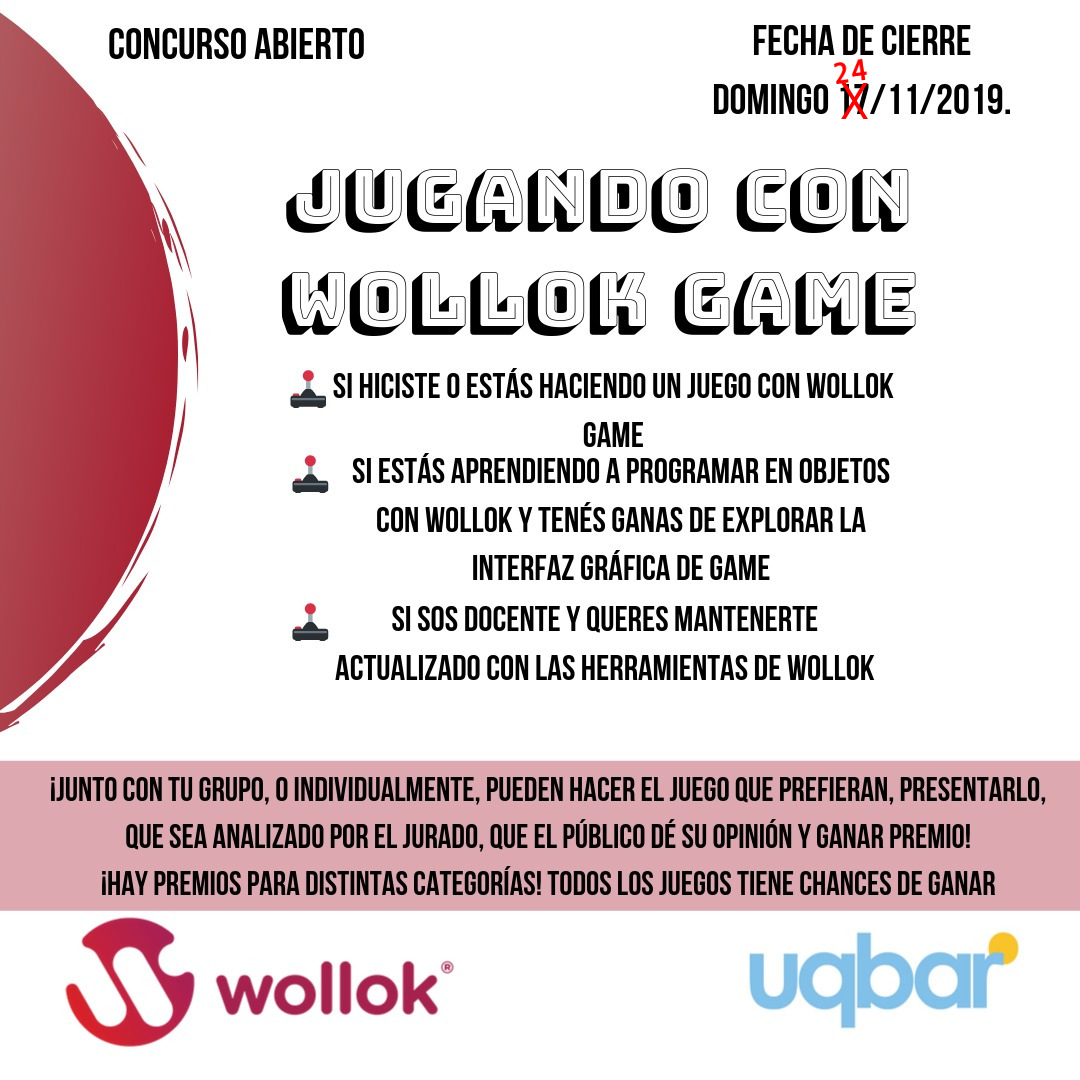 CONCURSO ABIERTO
FECHA DE CIERRE
24
DOMINGO 17/11/2019.
JUGANDO CON
WOLLOK GAME
SI HICISTE O ESTÁS HACIENDO UN JUEGO CON WOLLOK
GAME
SI ESTÁS APRENDIENDO A PROGRAMAR EN OBJETOS
CON WOLLOK Y TENÉS GANAS DE EXPLORAR LA
INTERFAZ GRÁFICA DE GAME
SI SOS DOCENTE Y QUERES MANTENERTE
ACTUALIZADO CON LAS HERRAMIENTAS DE WOLLOK
¡JUNTO CON TU GRUPO, O INDIVIDUALMENTE, PUEDEN HACER EL JUEGO QUE PREFIERAN, PRESENTARLO,
QUE SEA ANALIZADO POR EL JURADO, QUE EL PÚBLICO DÉ SU OPINIÓN Y GANAR PREMIO!
¡HAY PREMIOS PARA DISTINTAS CATEGORÍAS! TODOS LOS JUEGOS TIENE CHANCES DE GANAR
wollok®
uqbar